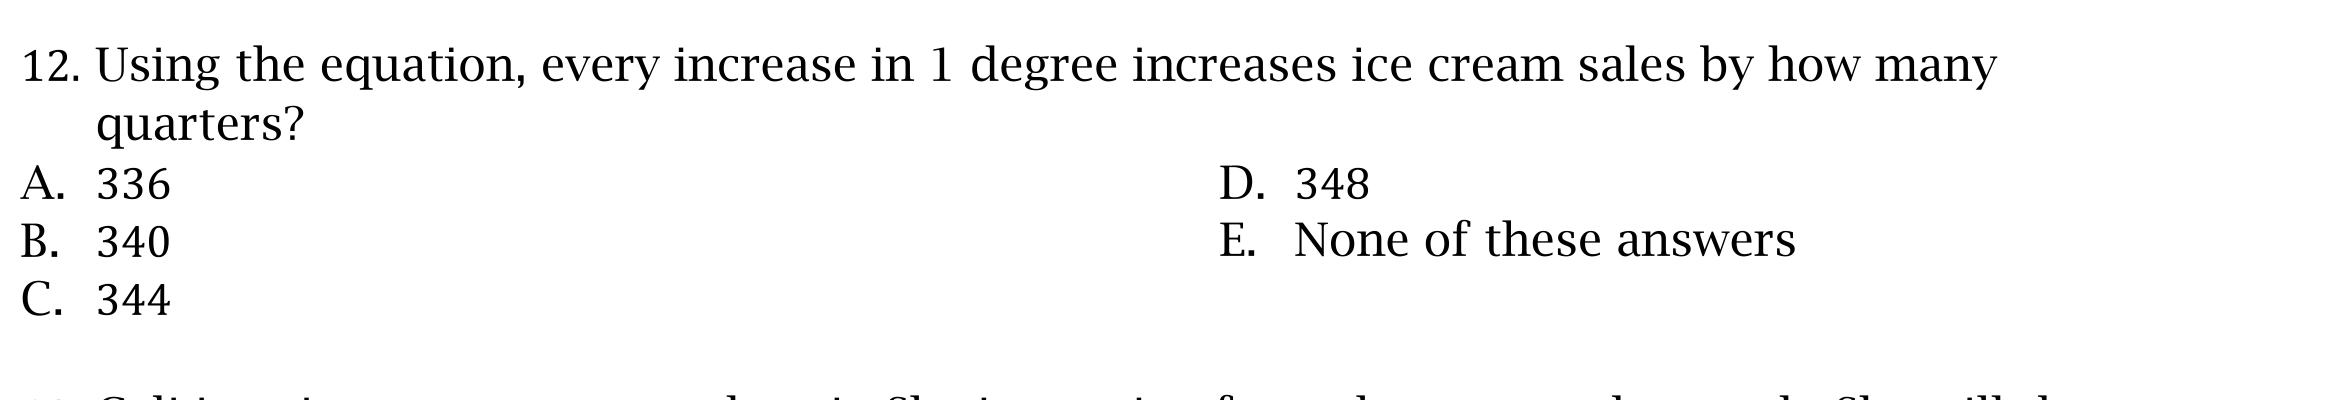 12. Using the equation, every increase in 1 degree increases ice cream sales by how many
quarters?
A. 336
B. 340
C. 344
D. 348
E. None of these answers